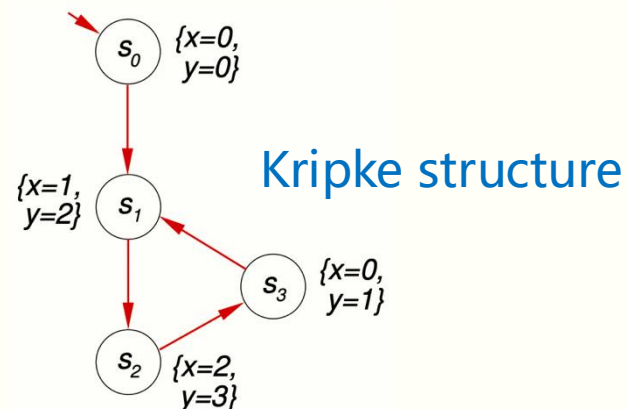 s0
{x=0,
y=0}
Kripke structure
{x=1,
y=2}
s1
s3
{x=0,
y=1}
s2
{x=2,
y=3}